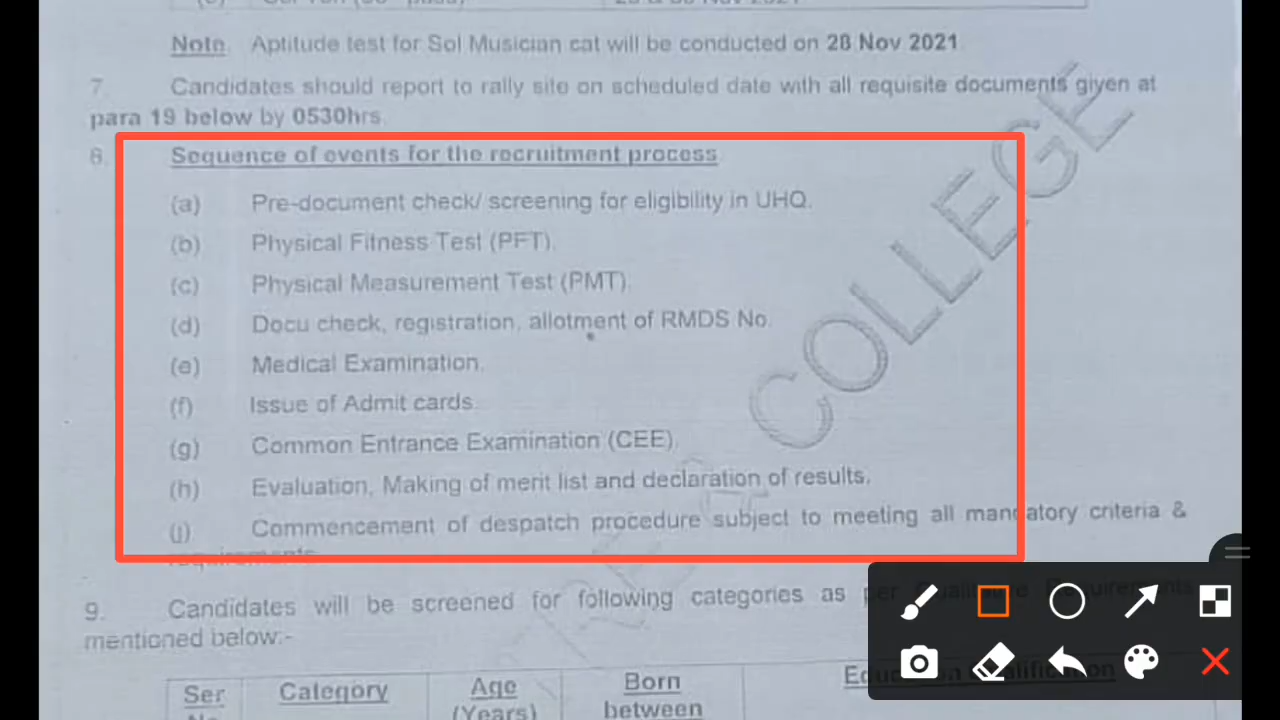 Note Aptitude test for Sol Musician cat will be conducted on 28 Nov 2021
7. Candidates should report to rally site on scheduled date with all requisite documents given at
para 19 below by 0530hrs.
8. Sequence of events for the recruitment process
(a) Pre-document check/ screening for eligibility in UHQ.
(b) Physical Fitness Test (PFT).
(c) Physical Measurement Test (PMT).
(d) Docu check, registration, allotment of RMDS No.
(e) Medical Examination.
(f) Issue of Admit cards.
(g) Common Entrance Examination (CEE)
(h) Evaluation, Making of merit list and declaration of results.
(j) Commencement of despatch procedure subject to meeting all mandatory criteria &
requirements
9. Candidates will be screened for following categories as per
mentioned below:-
Ser Category Age Born
(Years) between
COLLEGE